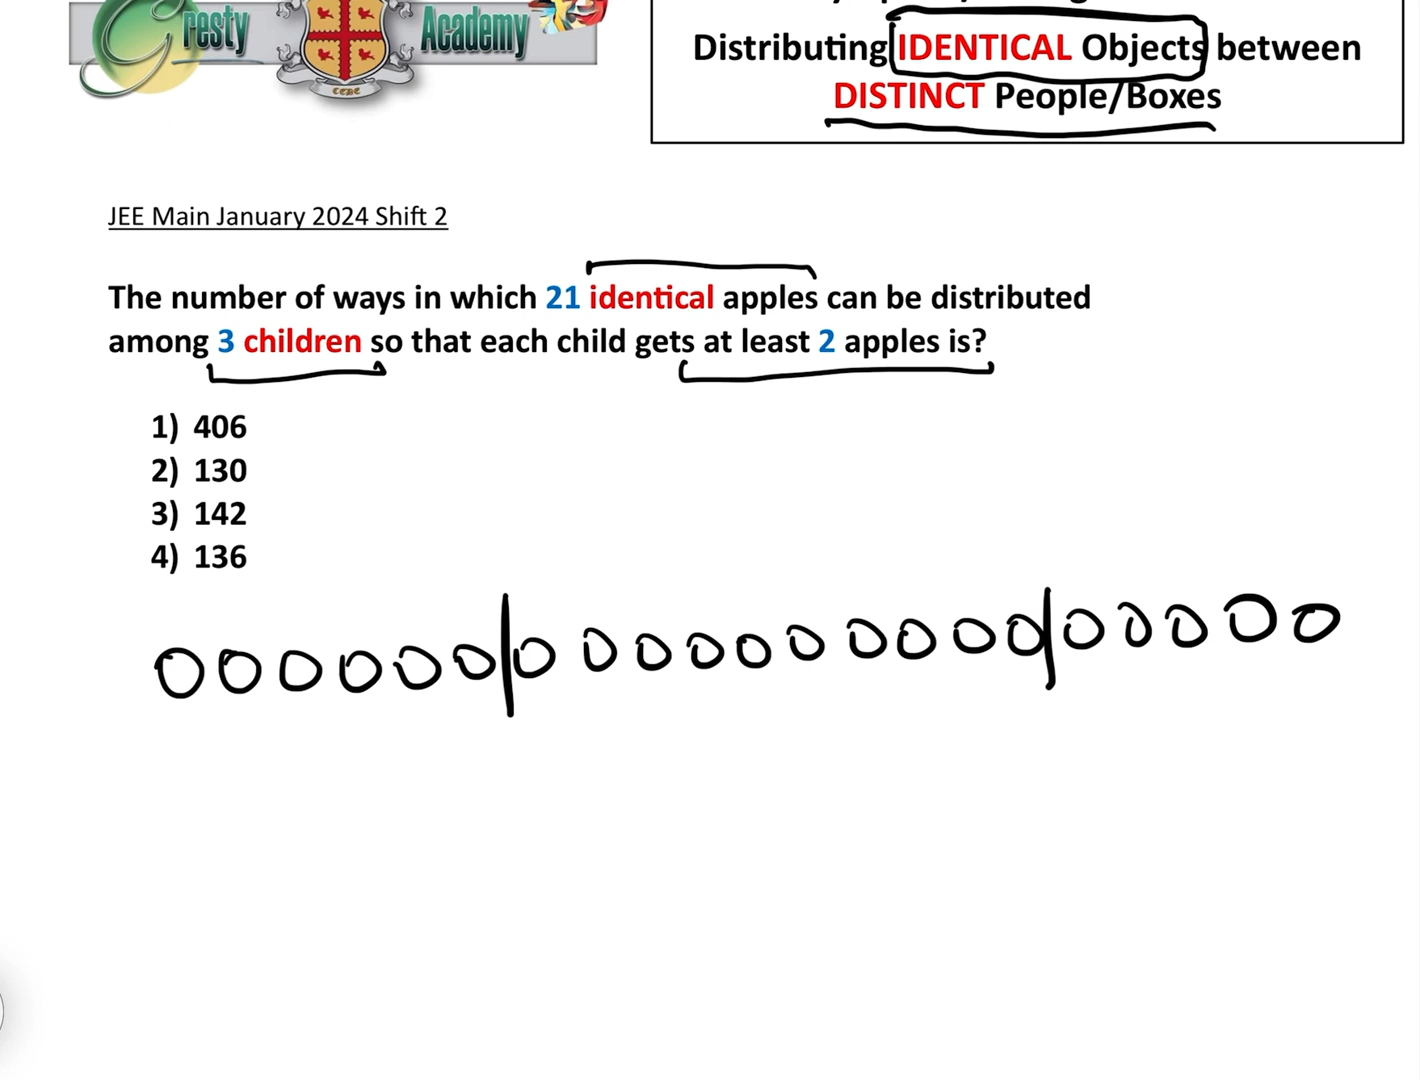 Gresty Academy
CEBE
Distributing IDENTICAL Objects between
DISTINCT People/Boxes
JEE Main January 2024 Shift 2
The number of ways in which 21 identical apples can be distributed
among 3 children so that each child gets at least 2 apples is?
1) 406
2) 130
3) 142
4) 136